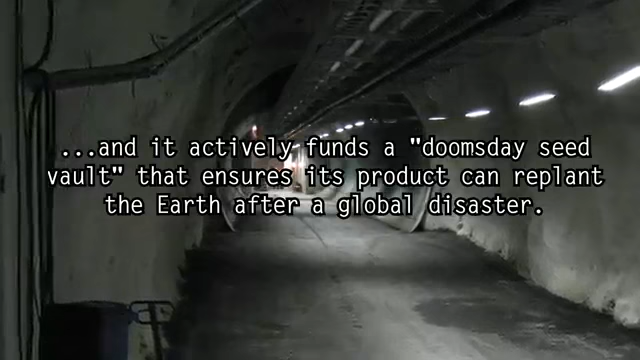 ...and it actively funds a "doomsday seed
vault" that ensures its product can replant
the Earth after a global disaster.